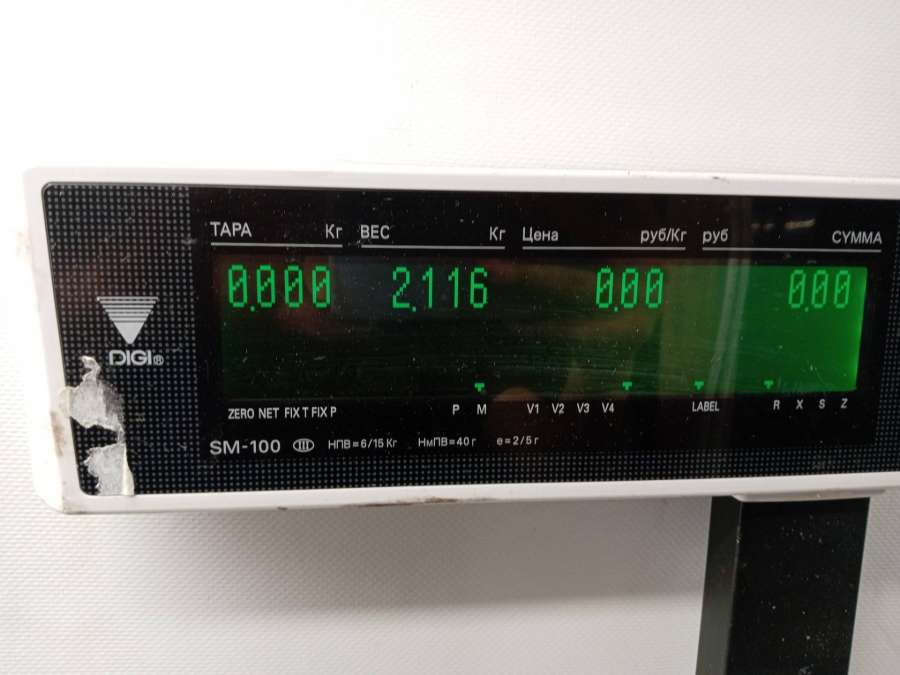 ТАРА Кг ВЕС Кг Цена руб/Кг руб СУММА
0.000 2.116 0.00 0.00
DIGI®
ZERO NET FIX T FIX P P M V1 V2 V3 V4 LABEL R X S Z
SM-100 III НПВ=6/15 Кг НмПВ=40 г е=2/5 г